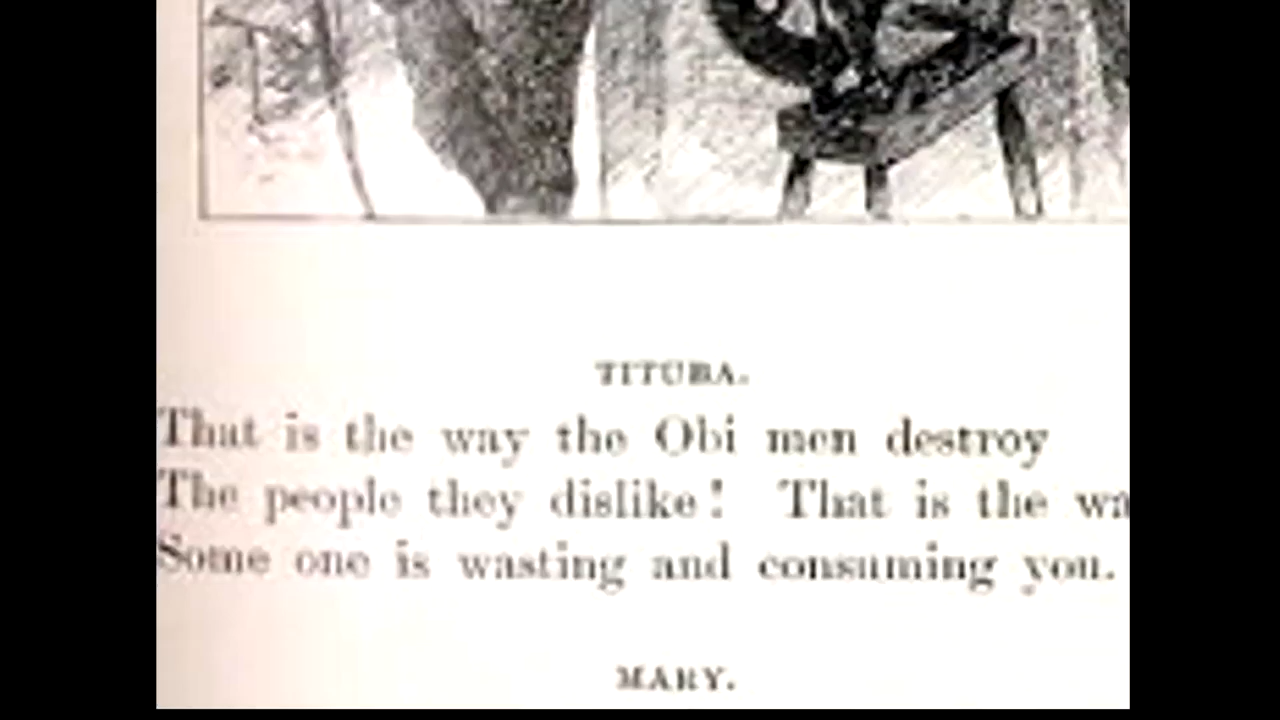 TITUBA.
That is the way the Obi men destroy
The people they dislike! That is the
Some one is wasting and consuming you.
MARY.